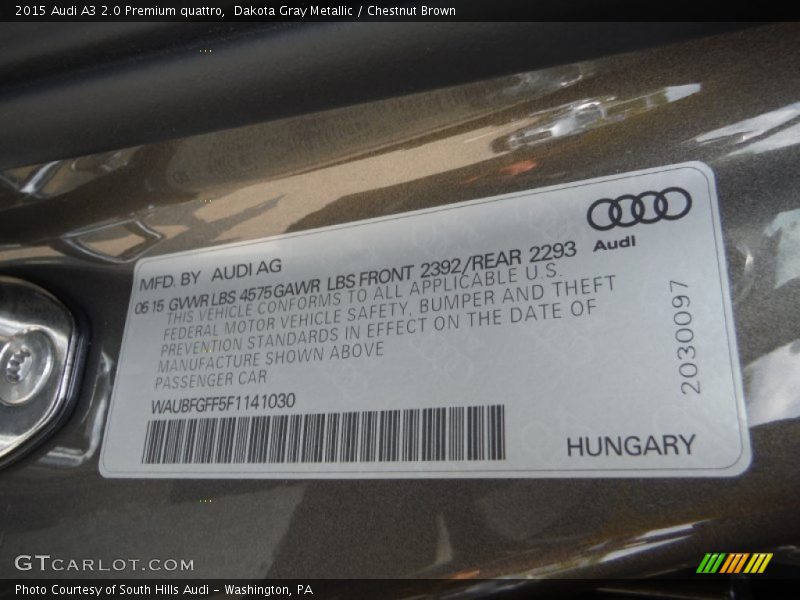 2015 Audi A3 2.0 Premium quattro, Dakota Gray Metallic / Chestnut Brown
Audi
MFD. BY AUDI AG
06 15 GVWR LBS 4575 GAWR LBS FRONT 2392/REAR 2293
THIS VEHICLE CONFORMS TO ALL APPLICABLE U.S.
FEDERAL MOTOR VEHICLE SAFETY, BUMPER AND THEFT
PREVENTION STANDARDS IN EFFECT ON THE DATE OF
MANUFACTURE SHOWN ABOVE
PASSENGER CAR
WAUBFGFF5F1141030
2030097
HUNGARY
GTCARLOT.COM
Photo Courtesy of South Hills Audi - Washington, PA